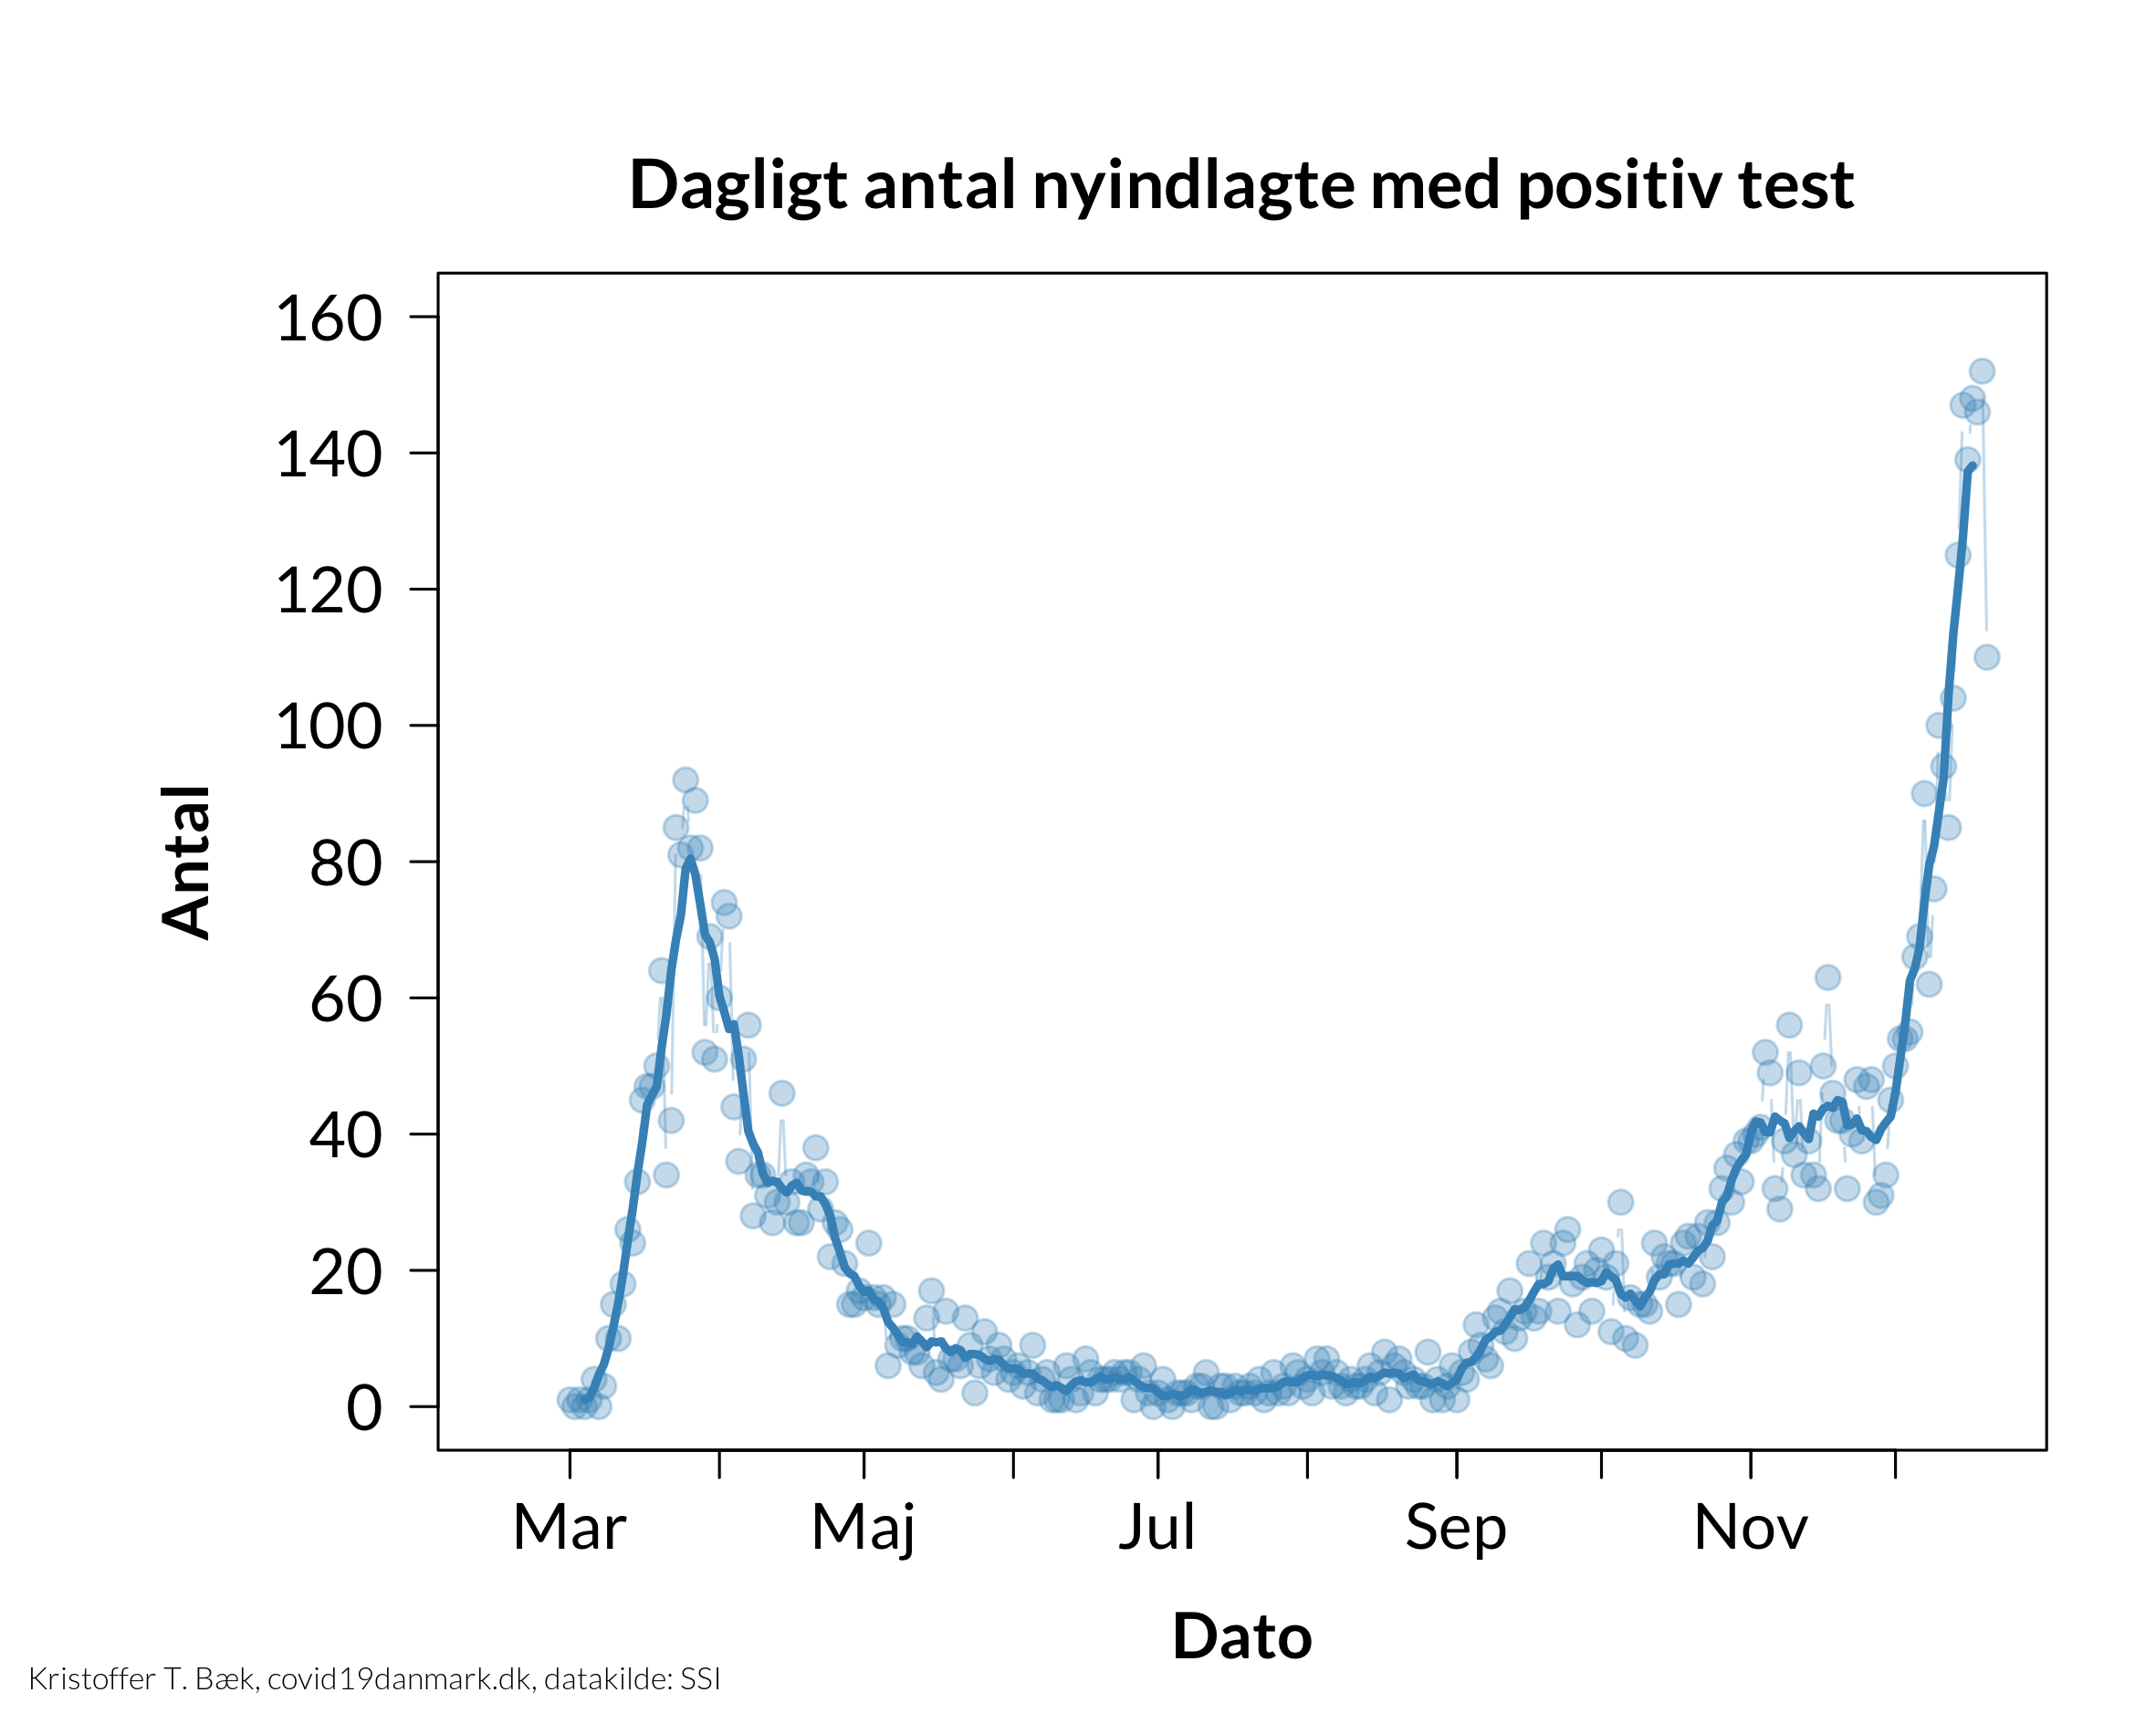 Dagligt antal nyindlagte med positiv test
160
140
120
100
80
60
40
20
0
Antal
Mar Maj Jul Sep Nov
Dato
Kristoffer T. Bæk, covid19danmark.dk, datakilde: SSI